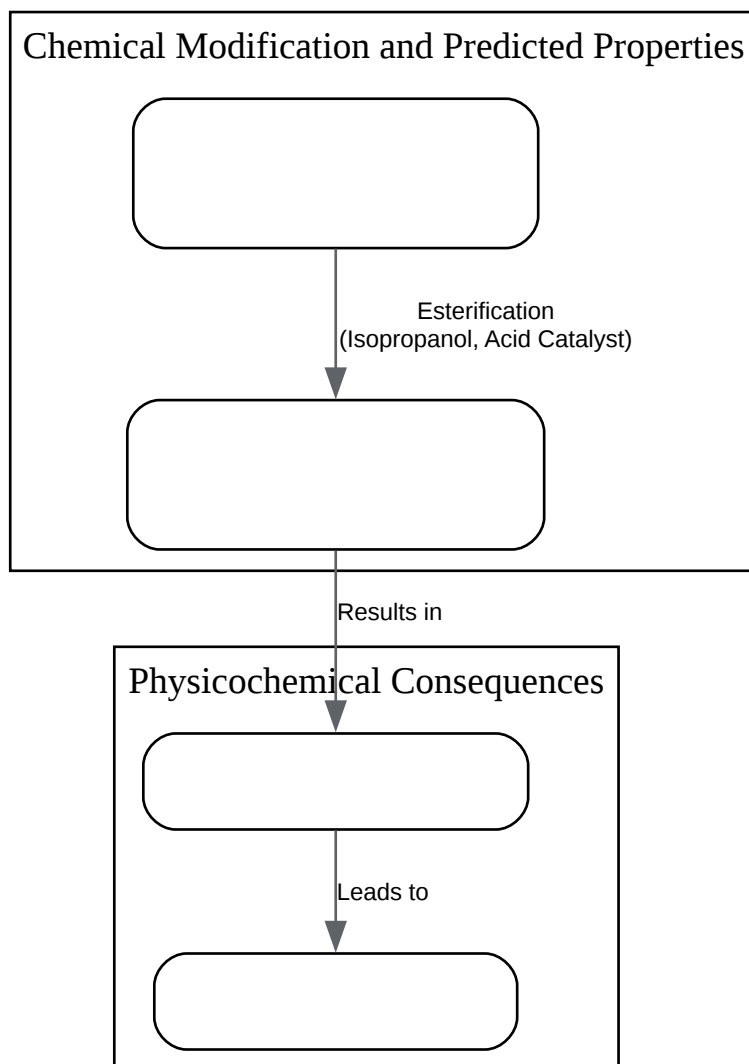 Chemical Modification and Predicted Properties
Esterification
(Isopropanol, Acid Catalyst)
Results in
Physicochemical Consequences
Leads to